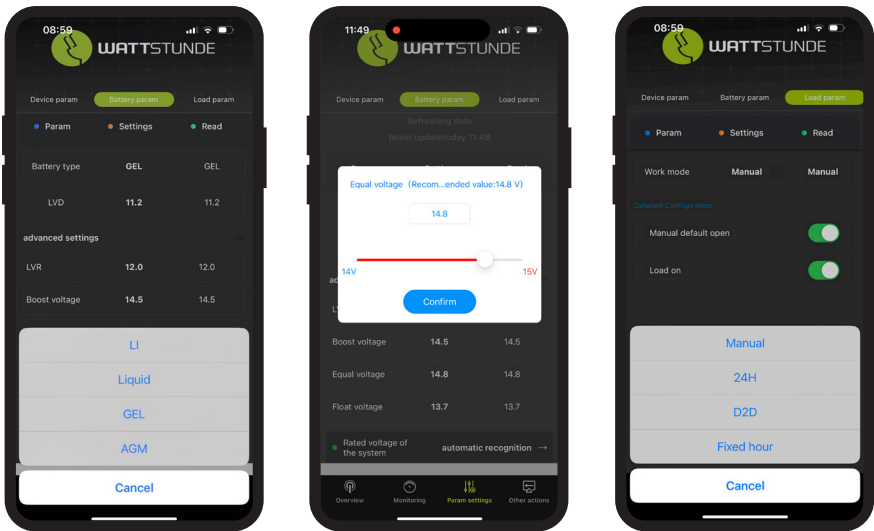 08:59
WATTSTUNDE
Device param Battery param Load param
Param Settings Read
Battery type GEL GEL
LVD 11.2 11.2
advanced settings
LVR 12.0 12.0
Boost voltage 14.5 14.5
LI
Liquid
GEL
AGM
Cancel
11:49
WATTSTUNDE
Device param Battery param Load param
Refreshing data
latest updatetoday 11:49
Equal voltage (Recom...ended value:14.8 V)
14.8
14V 15V
Confirm
Boost voltage 14.5 14.5
Equal voltage 14.8 14.8
Float voltage 13.7 13.7
Rated voltage of
the system automatic recognition →
Overview Monitoring Param settings Other actions
08:59
WATTSTUNDE
Device param Battery param Load param
Param Settings Read
Work mode Manual Manual
Detailed Configuration
Manual default open
Load on
Manual
24H
D2D
Fixed hour
Cancel